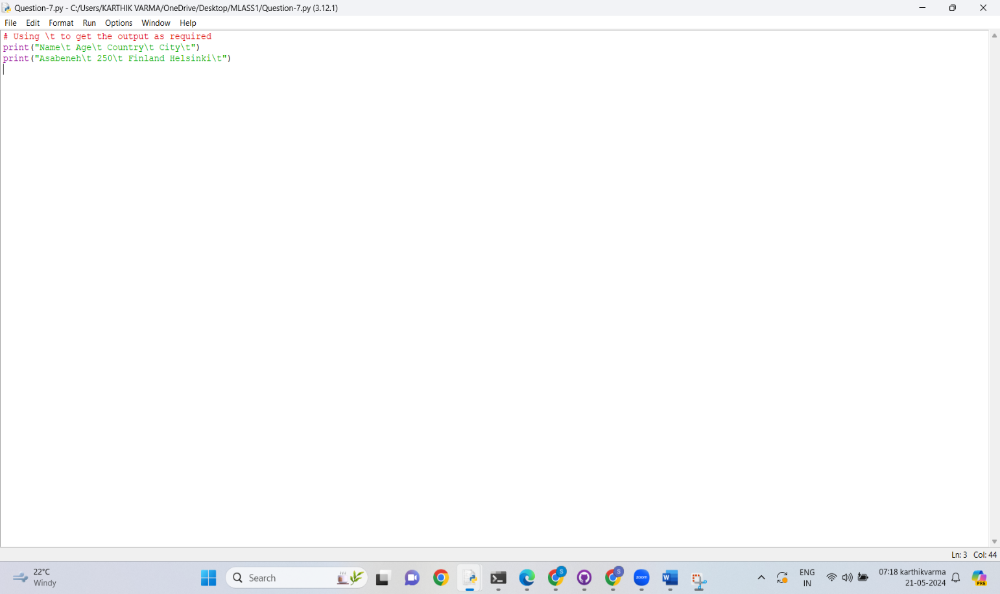 Question-7.py - C:/Users/KARTHIK VARMA/OneDrive/Desktop/MLASS1/Question-7.py (3.12.1)
File Edit Format Run Options Window Help
# Using \t to get the output as required
print("Name\t Age\t Country\t City\t")
print("Asabeneh\t 250\t Finland Helsinki\t")
Ln: 3 Col: 44
22°C
Windy
Search
S
S
zoom
W
ENG
IN
07:18 karthikvarma
21-05-2024
PRE